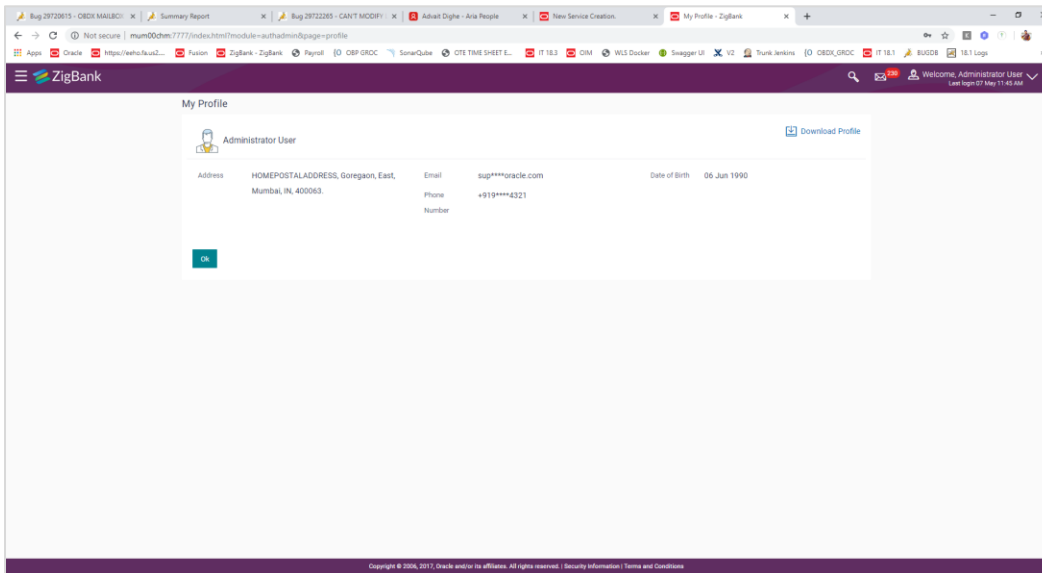 Bug 29720615 - OBDX MAILBO
Summary Report
Bug 29722265 - CAN'T MODIFY
Advait Dighe - Aria People
New Service Creation.
My Profile - ZigBank
Not secure | mum00chm:7777/index.html?module=authadmin&page=profile
Apps Oracle https://eeho.fa.us2... Fusion ZigBank - ZigBank Payroll OBP GROC SonarQube OTE TIME SHEET E... IT 18.3 OIM WLS Docker Swagger UI V2 Trunk Jenkins OBDX_GROC IT 18.1 BUGDB 18.1 Logs
ZigBank
Welcome, Administrator User
Last login 07 May 11:45 AM
My Profile
Administrator User
Download Profile
Address HOMEPOSTALADDRESS, Goregaon, East, Email sup****oracle.com Date of Birth 06 Jun 1990
Mumbai, IN, 400063. Phone +919****4321
Number
Ok
Copyright © 2006, 2017, Oracle and/or its affiliates. All rights reserved. | Security Information | Terms and Conditions